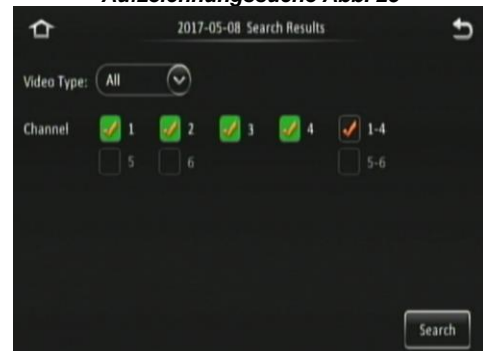 Aufzeichnungssuche Abb. 26
2017-05-08 Search Results
Video Type: All
Channel 1 2 3 4 1-4
5 6 5-6
Search